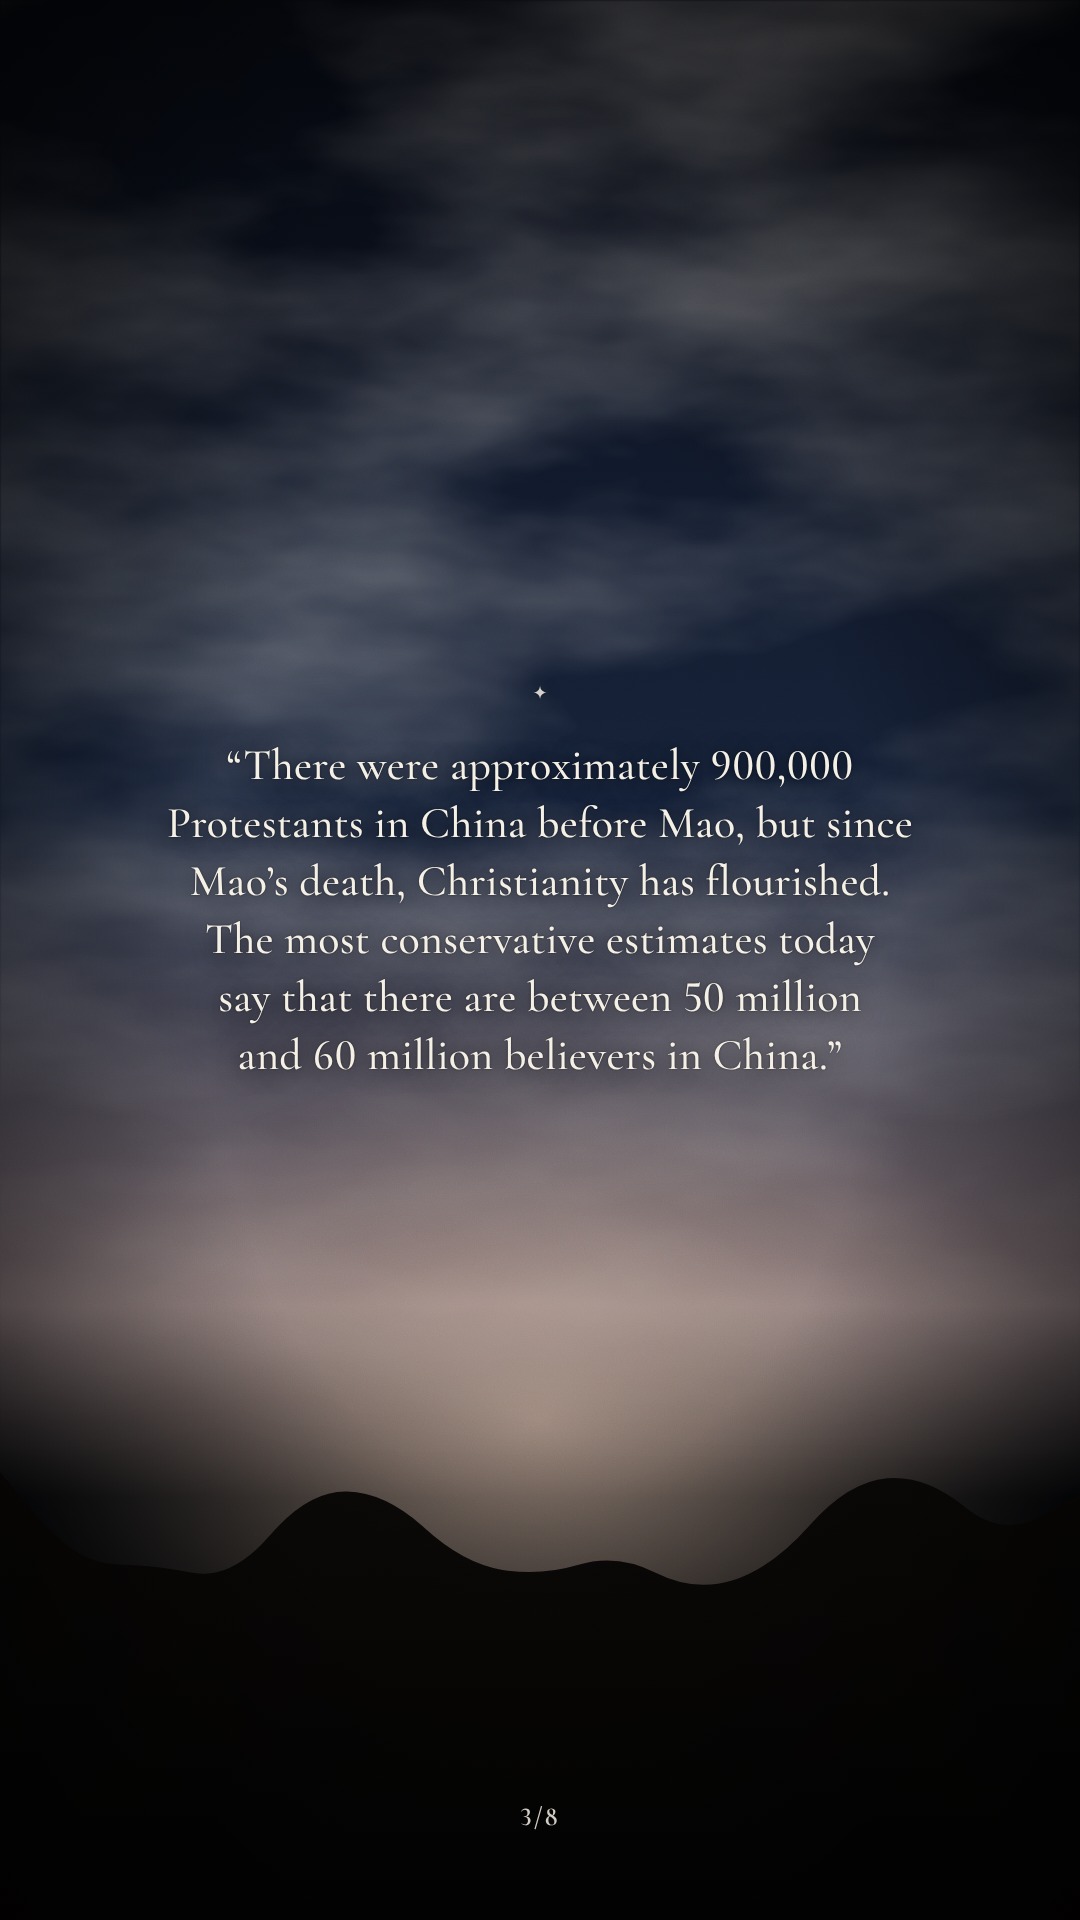 “There were approximately 900,000
Protestants in China before Mao, but since
Mao’s death, Christianity has flourished.
The most conservative estimates today
say that there are between 50 million
and 60 million believers in China.”
3/8